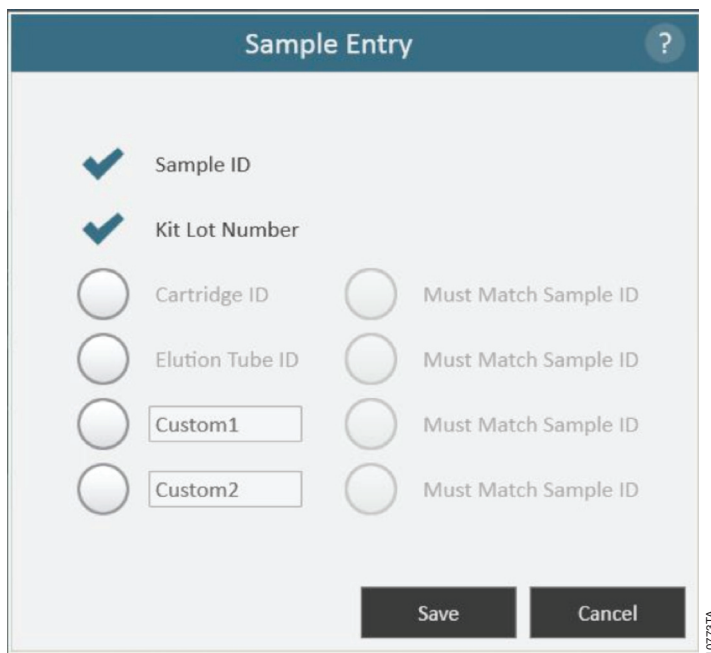 Sample Entry ?
Sample ID
Kit Lot Number
Cartridge ID Must Match Sample ID
Elution Tube ID Must Match Sample ID
Custom1 Must Match Sample ID
Custom2 Must Match Sample ID
Save Cancel